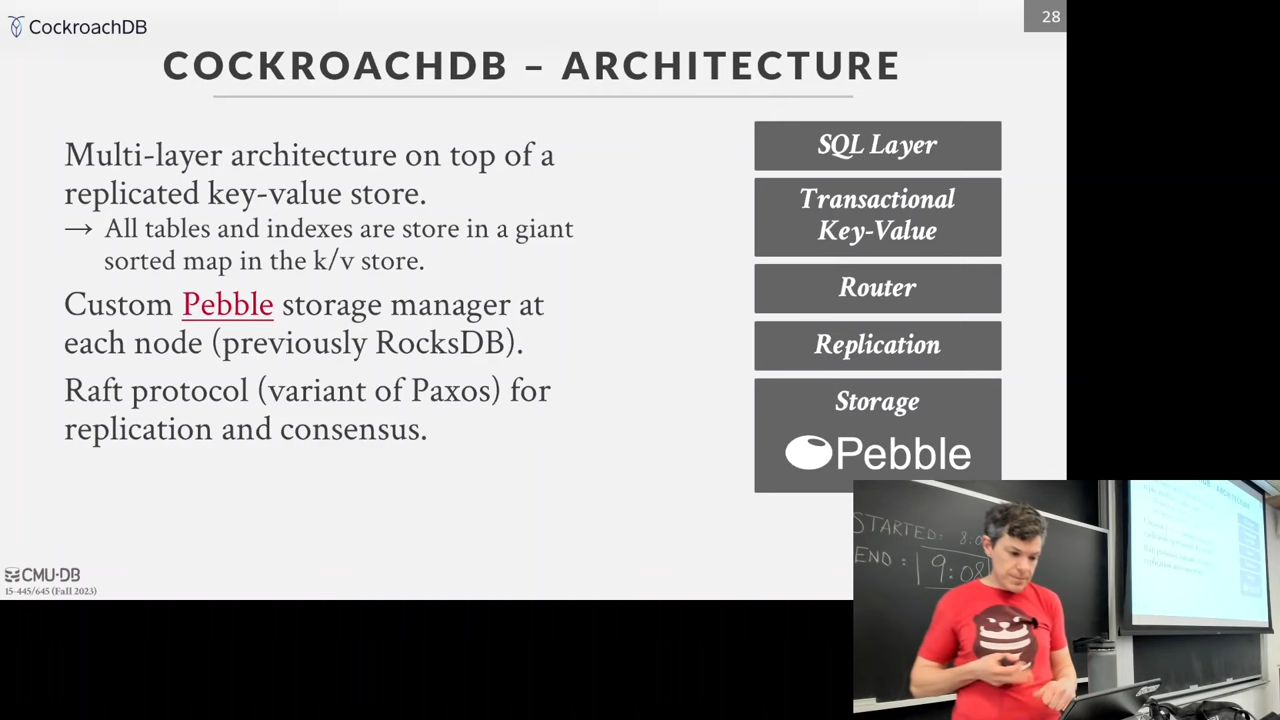 CockroachDB
28
COCKROACHDB – ARCHITECTURE
Multi-layer architecture on top of a
replicated key-value store.
→ All tables and indexes are store in a giant
sorted map in the k/v store.
Custom Pebble storage manager at
each node (previously RocksDB).
Raft protocol (variant of Paxos) for
replication and consensus.
SQL Layer
Transactional
Key-Value
Router
Replication
Storage
Pebble
CMU·DB
15-445/645 (Fall 2023)
STARTED: 8:0
END: 9:08